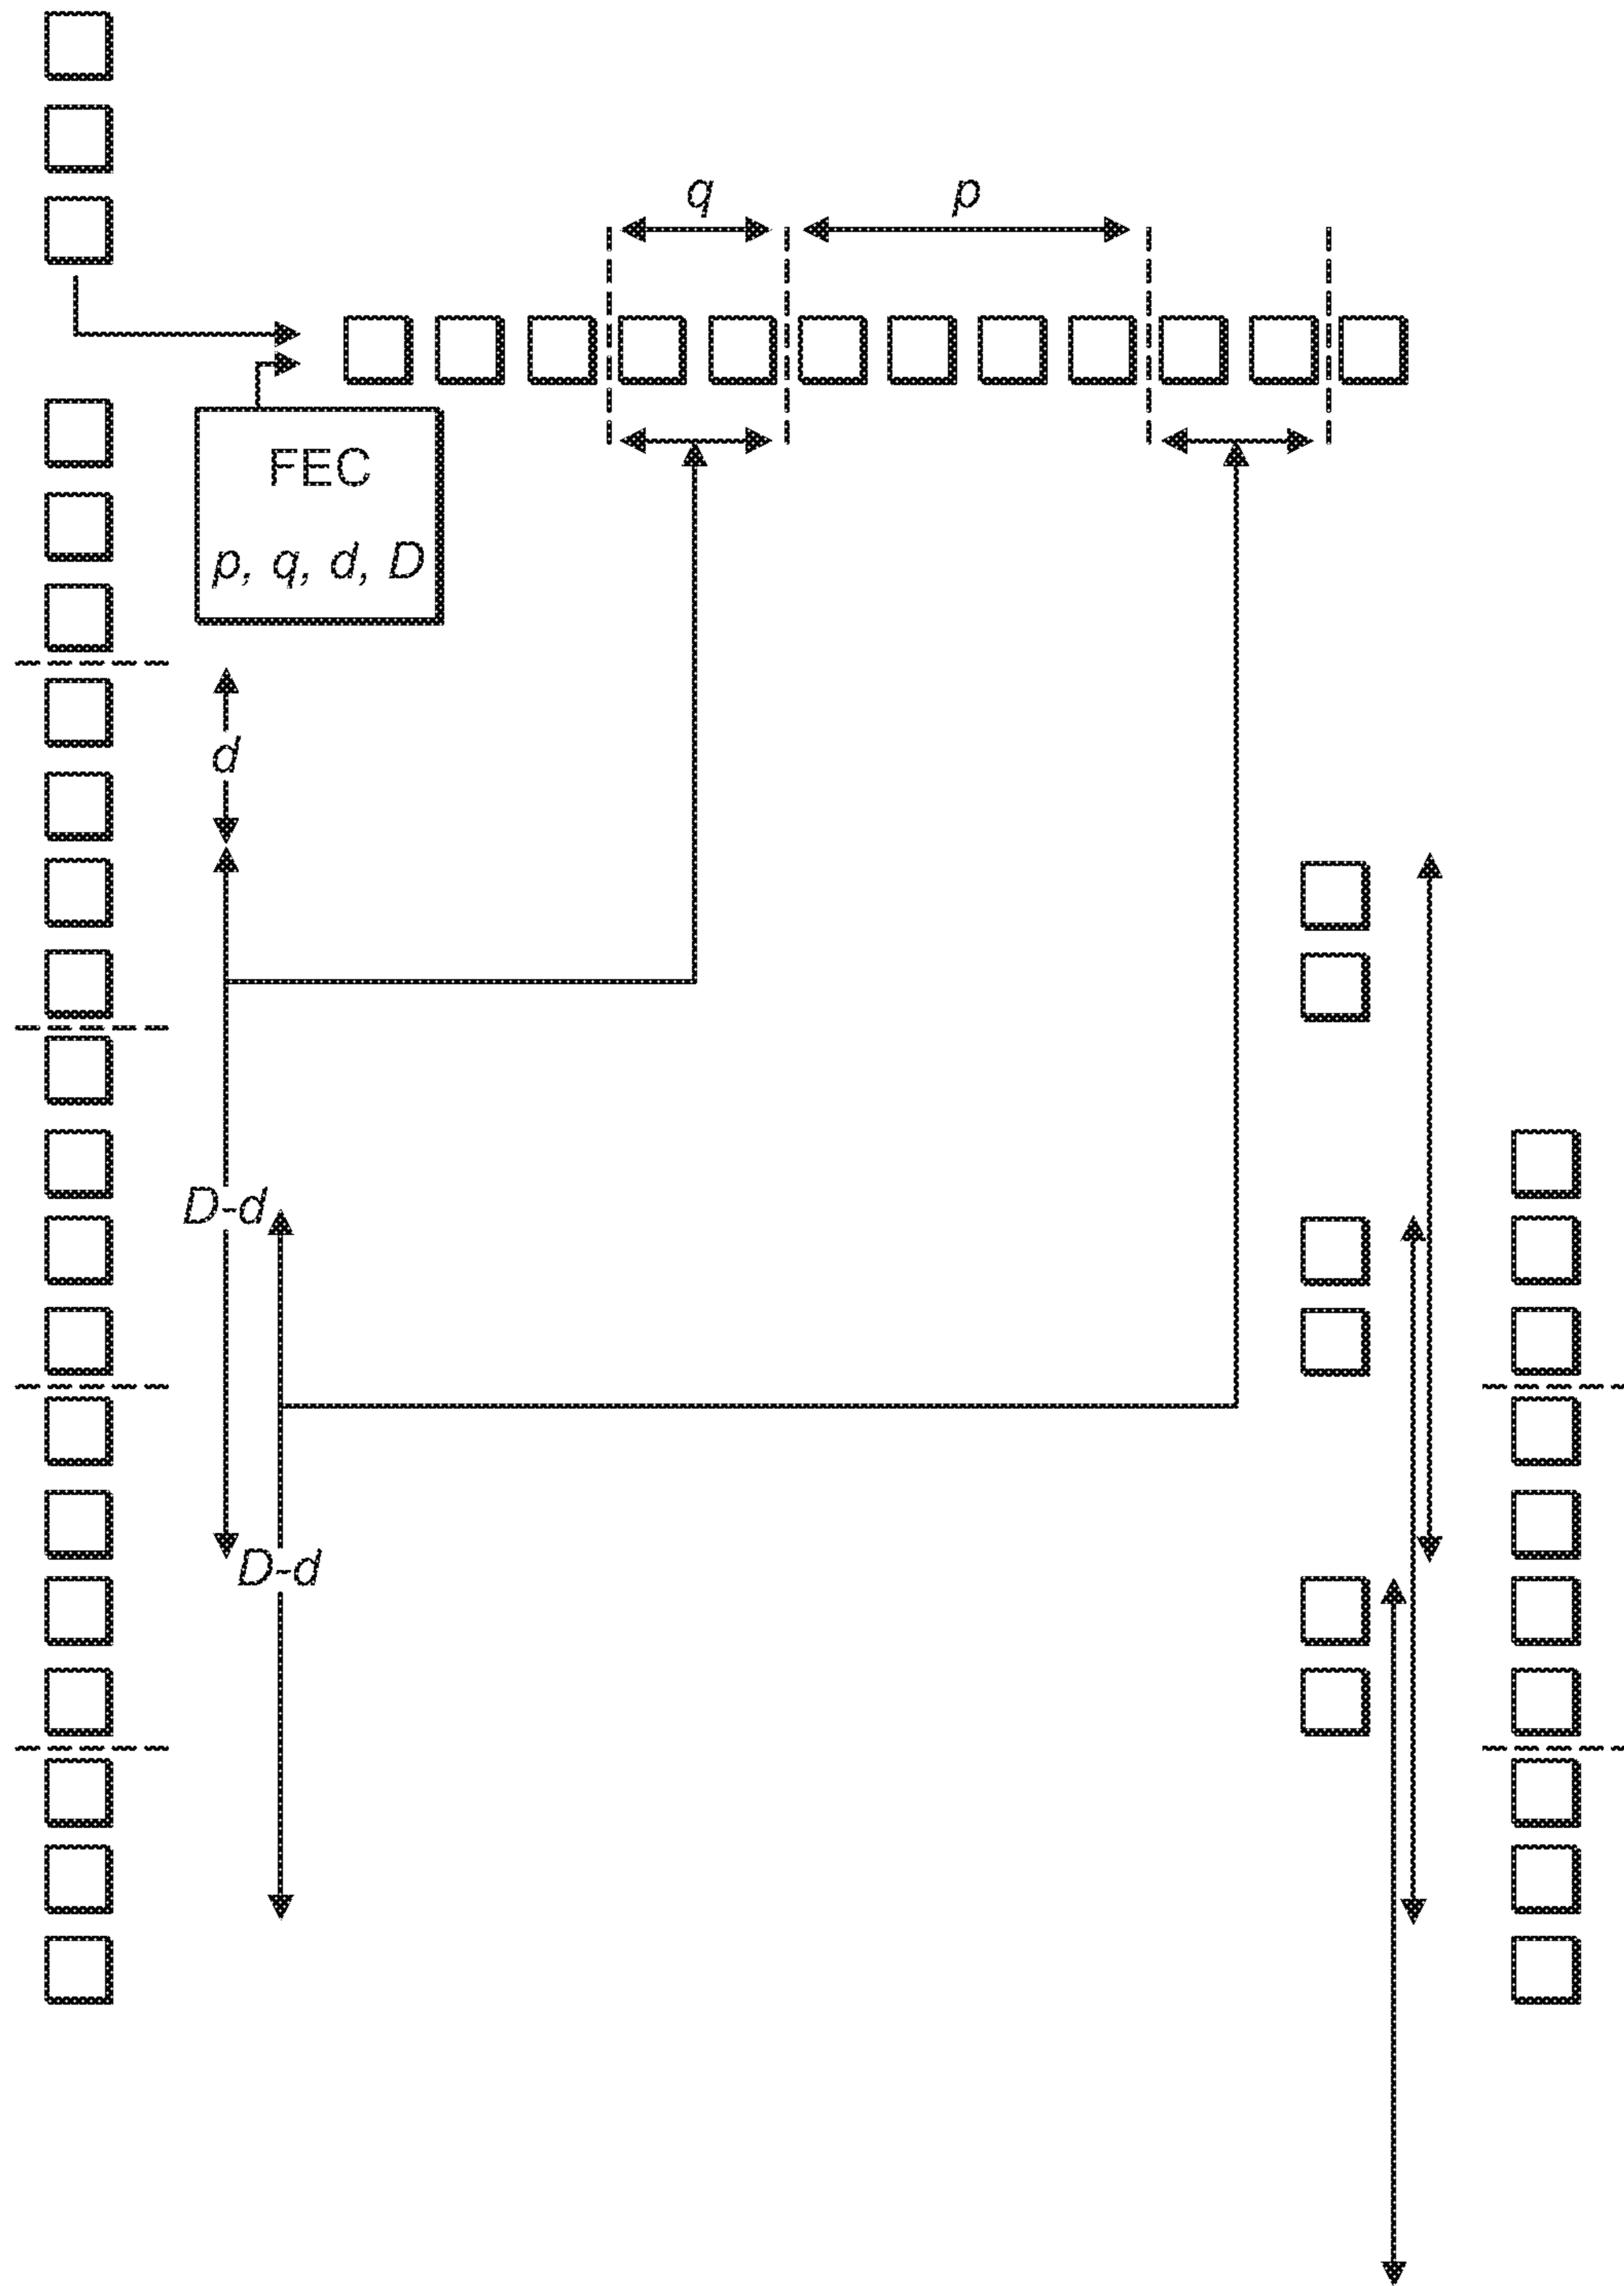 q
p
FEC
p, q, d, D
d
D-d
D-d